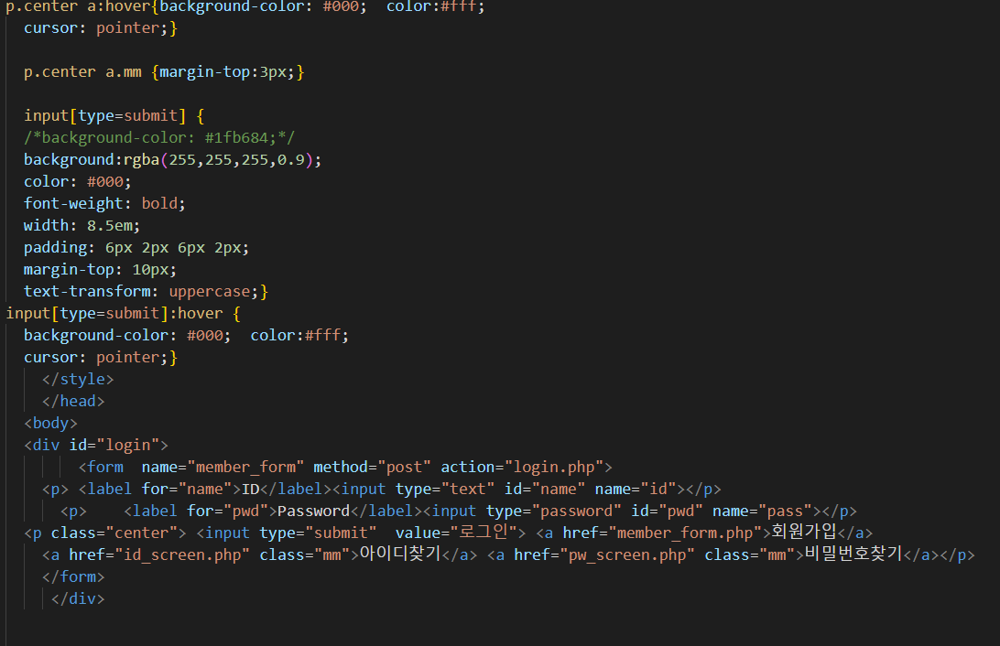 p.center a:hover{background-color: #000;  color:#fff;
cursor: pointer;}
p.center a.mm {margin-top:3px;}
input[type=submit] {
/*background-color: #1fb684;*/
background:rgba(255,255,255,0.9);
color: #000;
font-weight: bold;
width: 8.5em;
padding: 6px 2px 6px 2px;
margin-top: 10px;
text-transform: uppercase;}
input[type=submit]:hover {
background-color: #000;  color:#fff;
cursor: pointer;}
</style>
</head>
<body>
<div id="login">
<form  name="member_form" method="post" action="login.php">
<p> <label for="name">ID</label><input type="text" id="name" name="id"></p>
<p>    <label for="pwd">Password</label><input type="password" id="pwd" name="pass"></p>
<p class="center"> <input type="submit"  value="로그인"> <a href="member_form.php">회원가입</a>
<a href="id_screen.php" class="mm">아이디찾기</a> <a href="pw_screen.php" class="mm">비밀번호찾기</a></p>
</form>
</div>